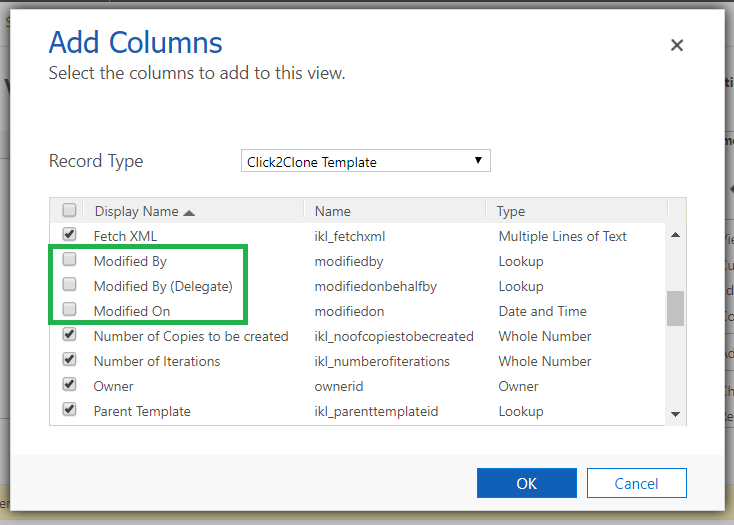 Add Columns
Select the columns to add to this view.
Record Type
Click2Clone Template
Display Name Name Type
Fetch XML ikl_fetchxml Multiple Lines of Text
Modified By modifiedby Lookup
Modified By (Delegate) modifiedonbehalfby Lookup
Modified On modifiedon Date and Time
Number of Copies to be created ikl_noofcopiestobecreated Whole Number
Number of Iterations ikl_numberofiterations Whole Number
Owner ownerid Owner
Parent Template ikl_parenttemplateid Lookup
OK Cancel